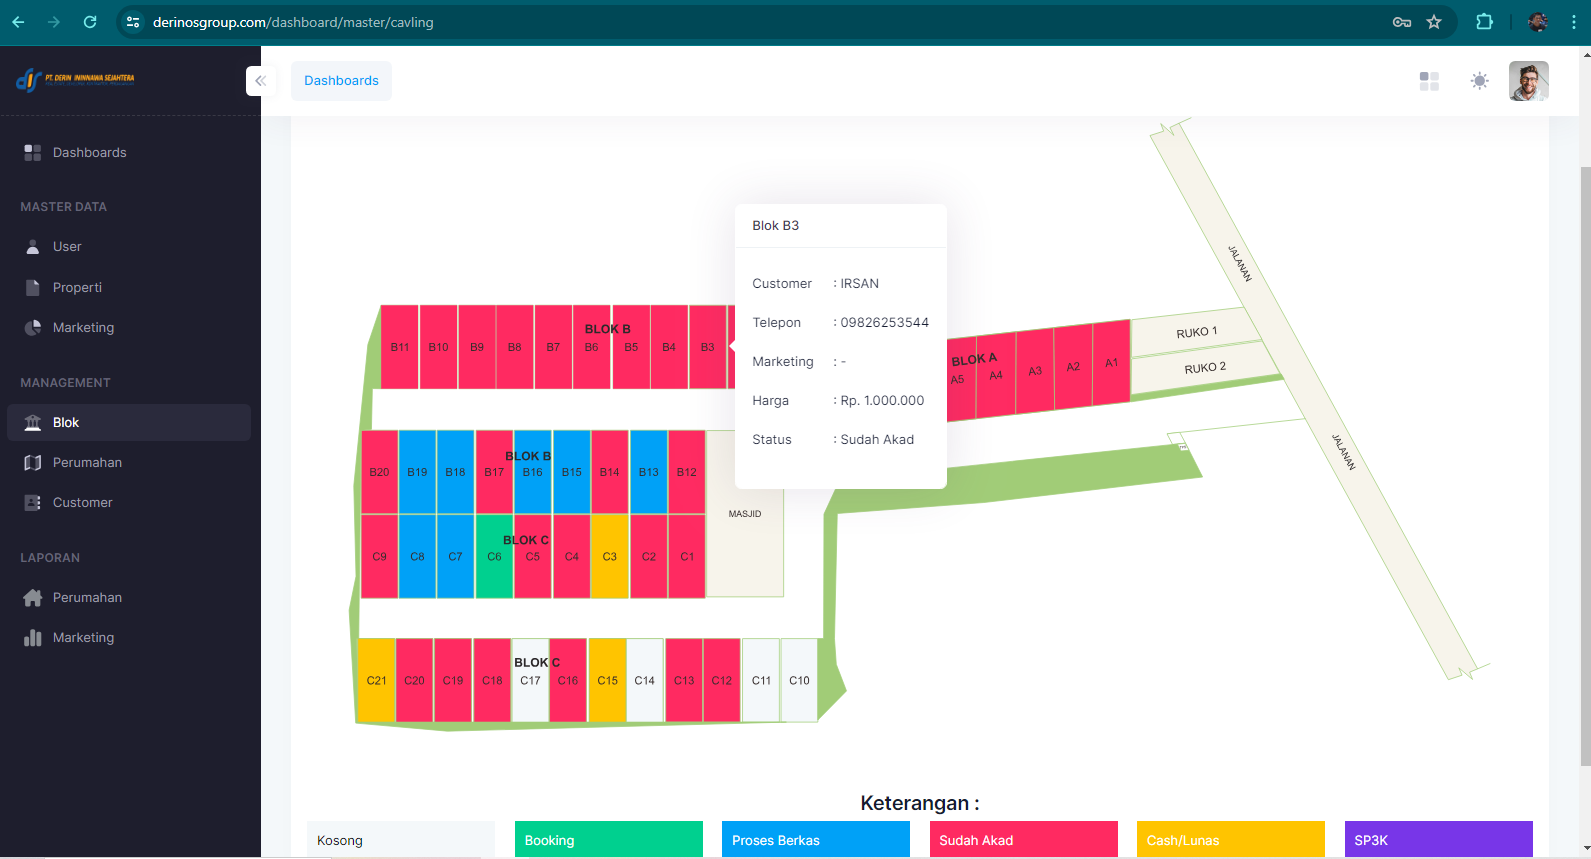 derinosgroup.com/dashboard/master/cavling
PT. DERIN ININNAWA SEJAHTERA
Dashboards
Dashboards
MASTER DATA
User
Properti
Marketing
MANAGEMENT
Blok
Perumahan
Customer
LAPORAN
Perumahan
Marketing
JALANAN
JALANAN
Blok B3
Customer : IRSAN
Telepon : 09826253544
Marketing : -
Harga : Rp. 1.000.000
Status : Sudah Akad
BLOK B
B11 B10 B9 B8 B7 B6 B5 B4 B3
BLOK A
A5 A4 A3 A2 A1
RUKO 1
RUKO 2
BLOK B
B20 B19 B18 B17 B16 B15 B14 B13 B12
MASJID
BLOK C
C9 C8 C7 C6 C5 C4 C3 C2 C1
BLOK C
C21 C20 C19 C18 C17 C16 C15 C14 C13 C12 C11 C10
Keterangan :
Kosong
Booking
Proses Berkas
Sudah Akad
Cash/Lunas
SP3K